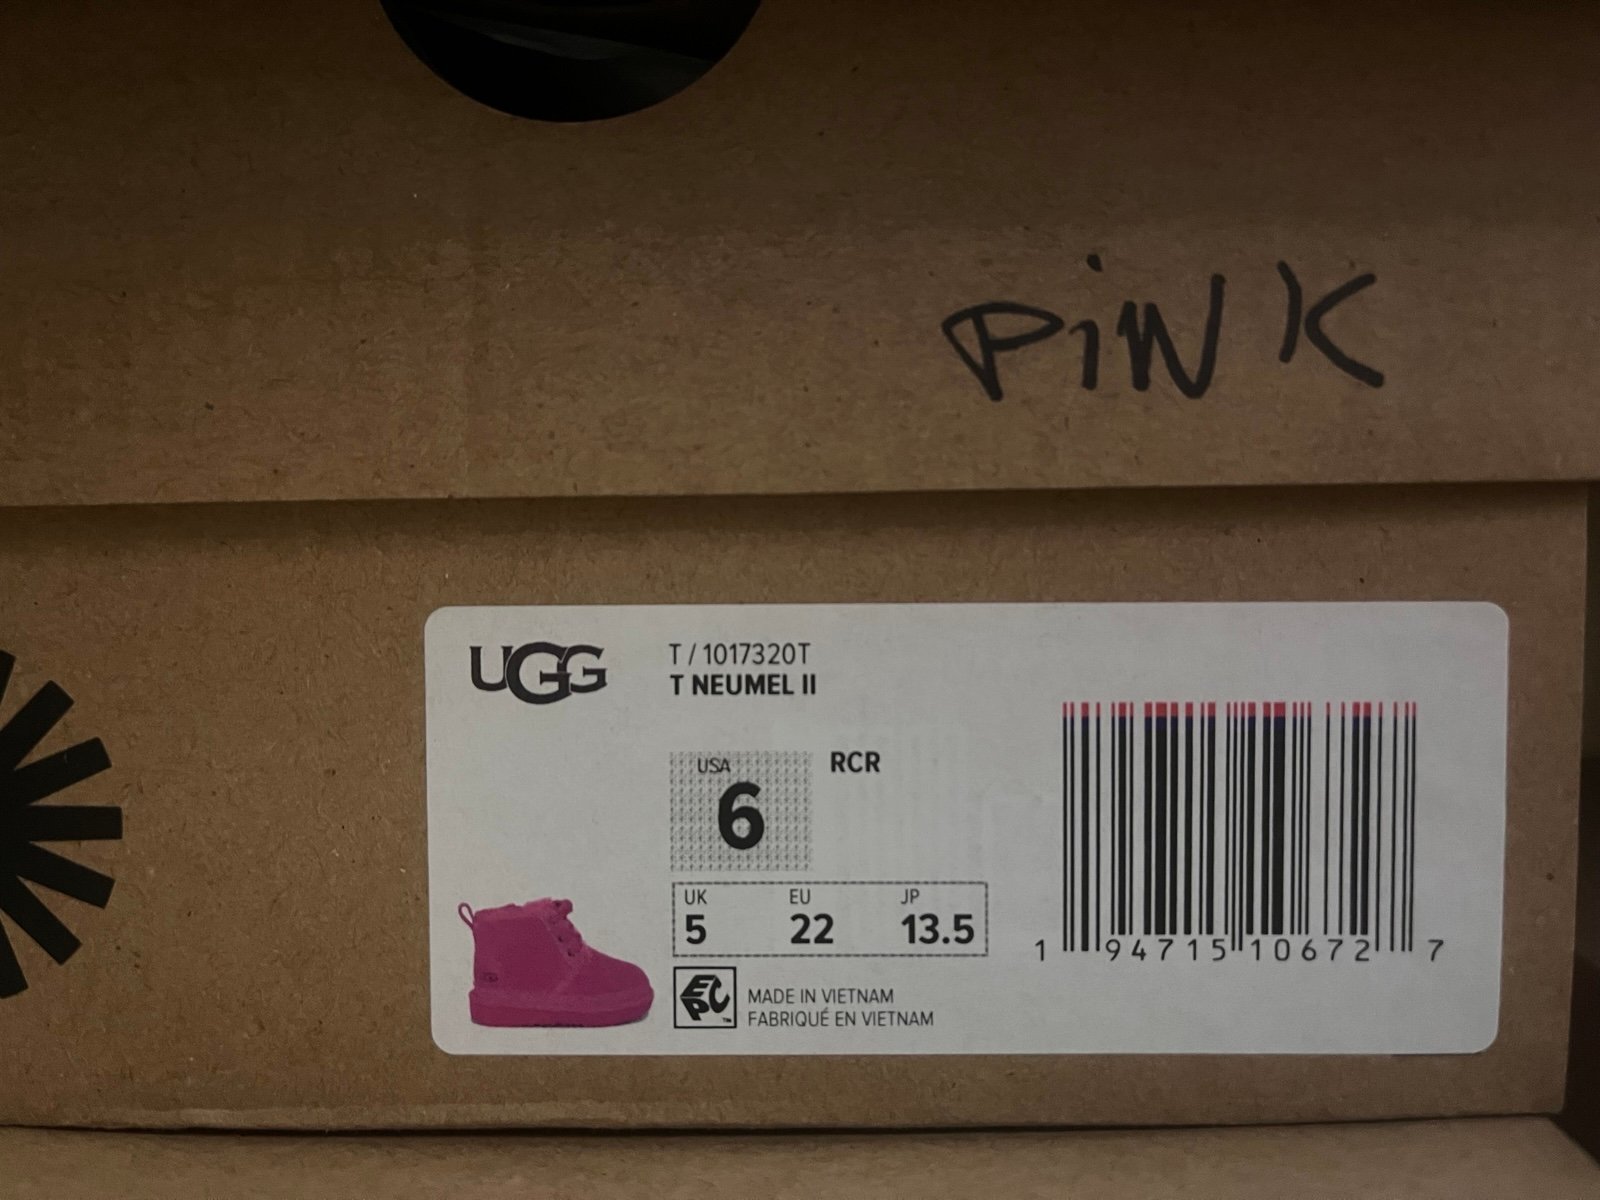 PiNK
UGG
T / 1017320T
T NEUMEL II
USA
6
RCR
UK EU JP
5 22 13.5
EPC™
MADE IN VIETNAM
FABRIQUÉ EN VIETNAM
1 94715 10672 7